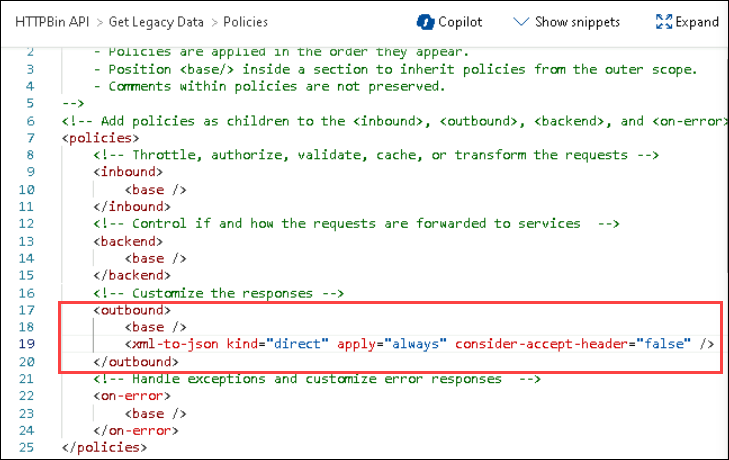 HTTPBin API > Get Legacy Data > Policies
Copilot
Show snippets
Expand
2 - Policies are applied in the order they appear.
3 - Position <base/> inside a section to inherit policies from the outer scope.
4 - Comments within policies are not preserved.
5 -->
6 <!-- Add policies as children to the <inbound>, <outbound>, <backend>, and <on-error>
7 <policies>
8 <!-- Throttle, authorize, validate, cache, or transform the requests -->
9 <inbound>
10 <base />
11 </inbound>
12 <!-- Control if and how the requests are forwarded to services  -->
13 <backend>
14 <base />
15 </backend>
16 <!-- Customize the responses -->
17 <outbound>
18 <base />
19 <xml-to-json kind="direct" apply="always" consider-accept-header="false" />
20 </outbound>
21 <!-- Handle exceptions and customize error responses  -->
22 <on-error>
23 <base />
24 </on-error>
25 </policies>